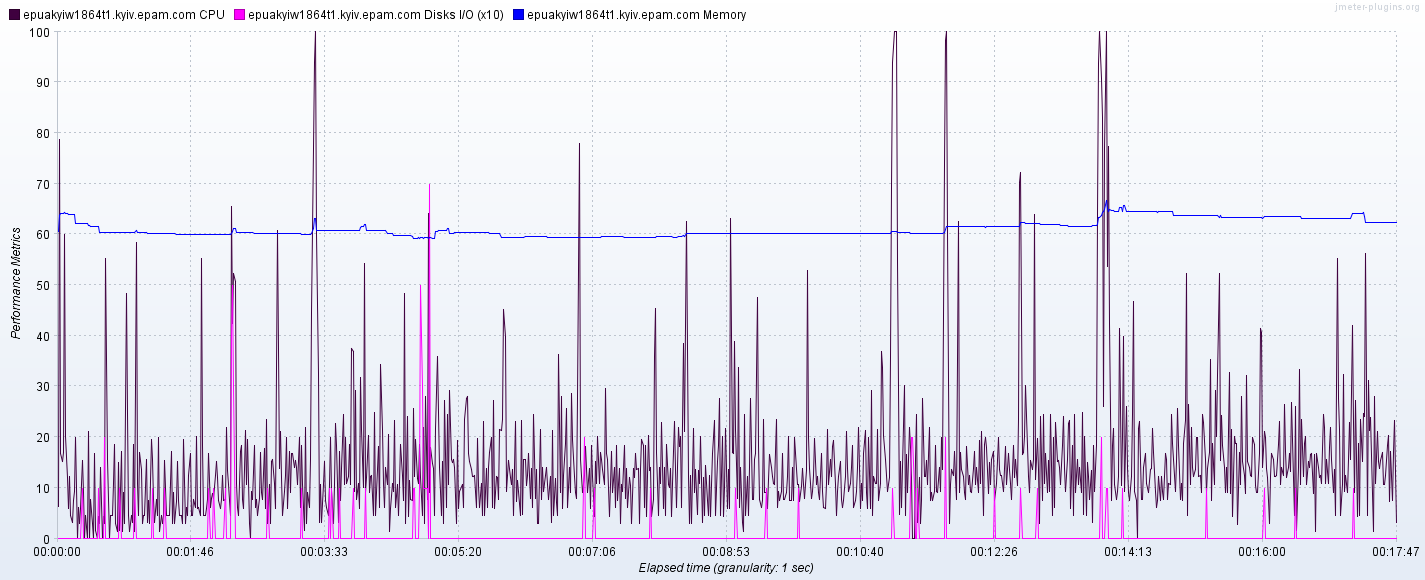 epuakyiw1864t1.kyiv.epam.com CPU epuakyiw1864t1.kyiv.epam.com Disks I/O (x10) epuakyiw1864t1.kyiv.epam.com Memory
jmeter-plugins.org
100
90
80
70
60
50
40
30
20
10
0
Performance Metrics
00:00:00 00:01:46 00:03:33 00:05:20 00:07:06 00:08:53 00:10:40 00:12:26 00:14:13 00:16:00 00:17:47
Elapsed time (granularity: 1 sec)